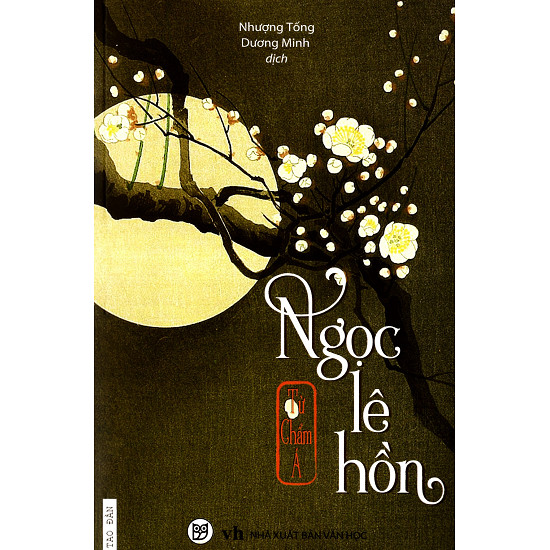 Nhượng Tống
Dương Minh
dịch
Ngọc
lê
hồn
Từ
Chẩm
A
TAO ĐÀN
vh NHÀ XUẤT BẢN VĂN HỌC